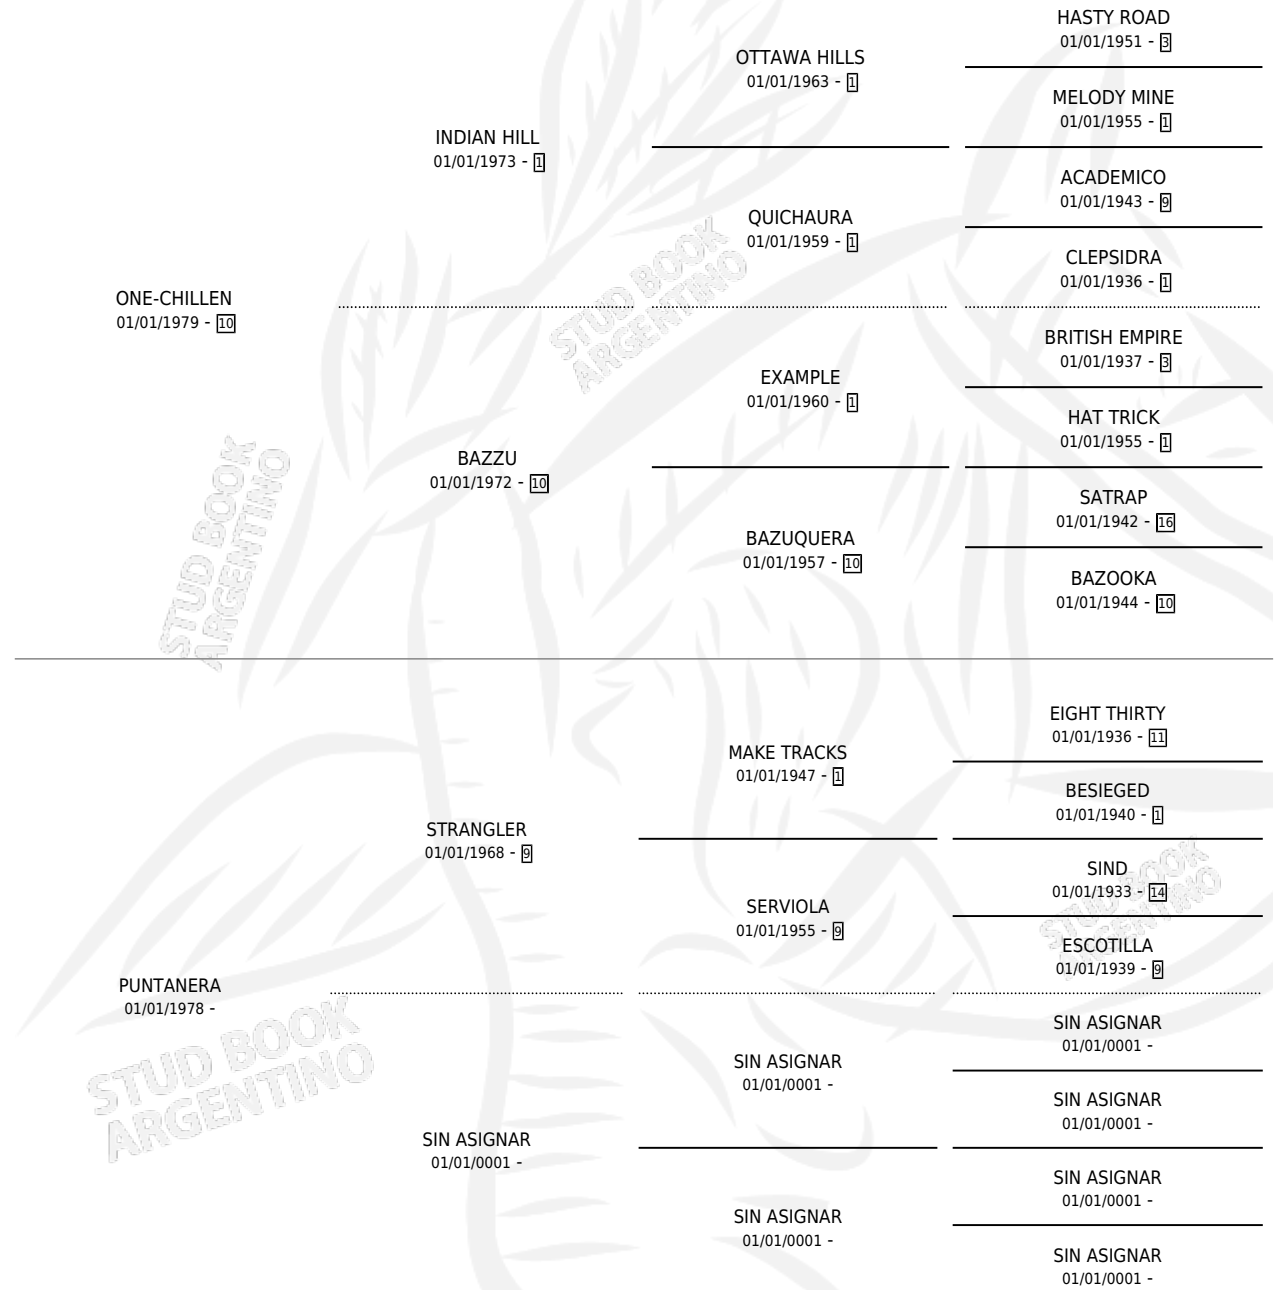 HASTY ROAD
01/01/1951 - 3
OTTAWA HILLS
01/01/1963 - 1
MELODY MINE
01/01/1955 - 1
INDIAN HILL
01/01/1973 - 1
ACADEMICO
01/01/1943 - 9
QUICHAURA
01/01/1959 - 1
CLEPSIDRA
01/01/1936 - 1
ONE-CHILLEN
01/01/1979 - 10
STUD BOOK
ARGENTINO
BRITISH EMPIRE
01/01/1937 - 3
EXAMPLE
01/01/1960 - 1
HAT TRICK
01/01/1955 - 1
BAZZU
01/01/1972 - 10
SATRAP
01/01/1942 - 16
BAZUQUERA
01/01/1957 - 10
BAZOOKA
01/01/1944 - 10
STUD BOOK
ARGENTINO
EIGHT THIRTY
01/01/1936 - 11
MAKE TRACKS
01/01/1947 - 1
BESIEGED
01/01/1940 - 1
STRANGLER
01/01/1968 - 9
SIND
01/01/1933 - 14
SERVIOLA
01/01/1955 - 9
STUD BOOK
ARGENTINO
ESCOTILLA
01/01/1939 - 9
PUNTANERA
01/01/1978 -
SIN ASIGNAR
01/01/0001 -
SIN ASIGNAR
01/01/0001 -
STUD BOOK
ARGENTINO
SIN ASIGNAR
01/01/0001 -
SIN ASIGNAR
01/01/0001 -
SIN ASIGNAR
01/01/0001 -
SIN ASIGNAR
01/01/0001 -
SIN ASIGNAR
01/01/0001 -